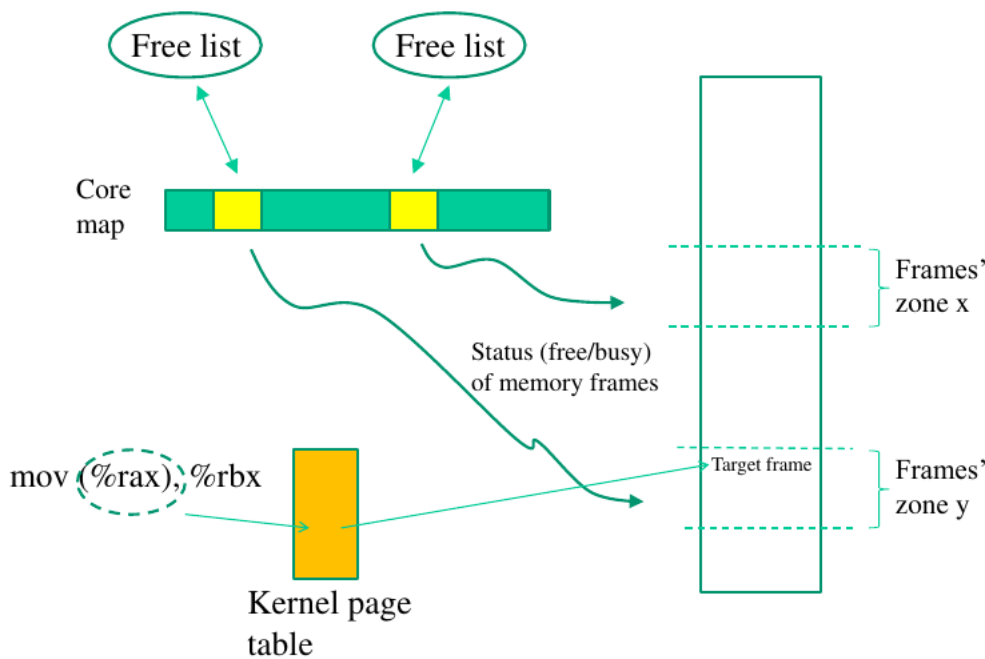 Free list
Free list
Core
map
Frames’
zone x
Status (free/busy)
of memory frames
mov (%rax), %rbx
Target frame
Frames’
zone y
Kernel page
table